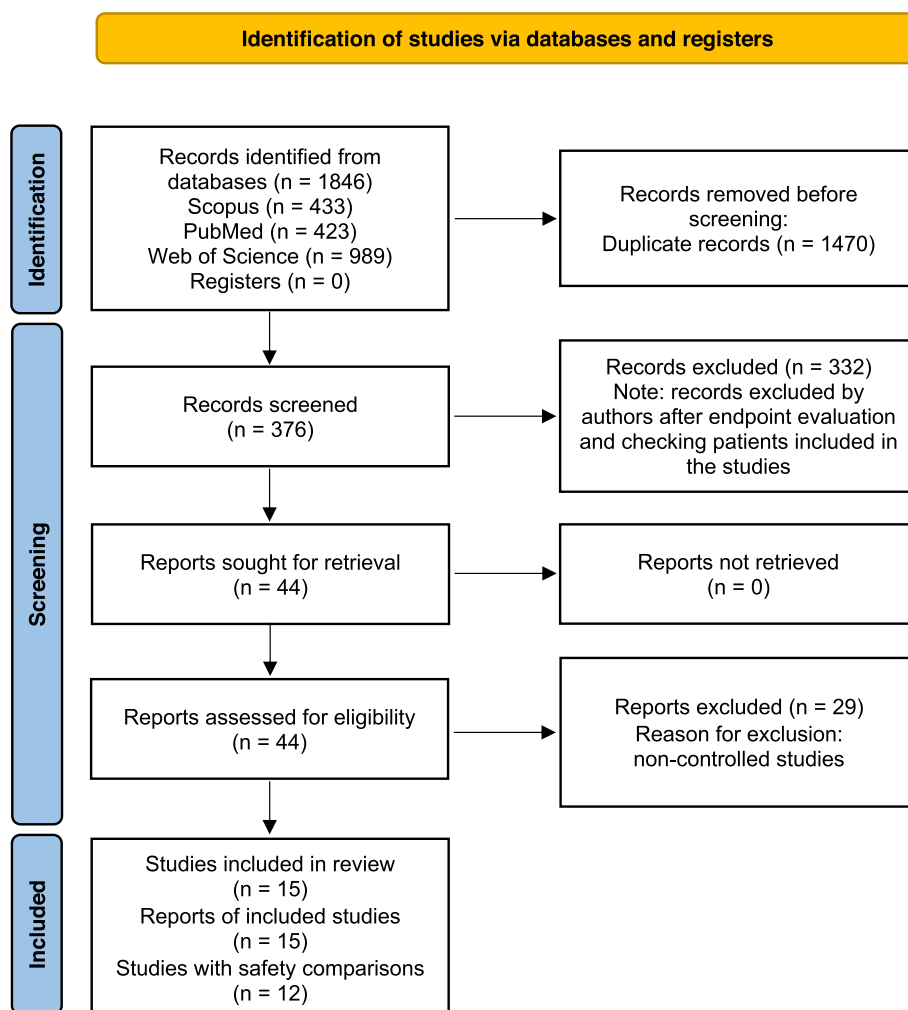 Identification of studies via databases and registers
Identification
Records identified from
databases (n = 1846)
Scopus (n = 433)
PubMed (n = 423)
Web of Science (n = 989)
Registers (n = 0)
Records removed before
screening:
Duplicate records (n = 1470)
Screening
Records screened
(n = 376)
Records excluded (n = 332)
Note: records excluded by
authors after endpoint evaluation
and checking patients included in
the studies
Reports sought for retrieval
(n = 44)
Reports not retrieved
(n = 0)
Reports assessed for eligibility
(n = 44)
Reports excluded (n = 29)
Reason for exclusion:
non-controlled studies
Included
Studies included in review
(n = 15)
Reports of included studies
(n = 15)
Studies with safety comparisons
(n = 12)